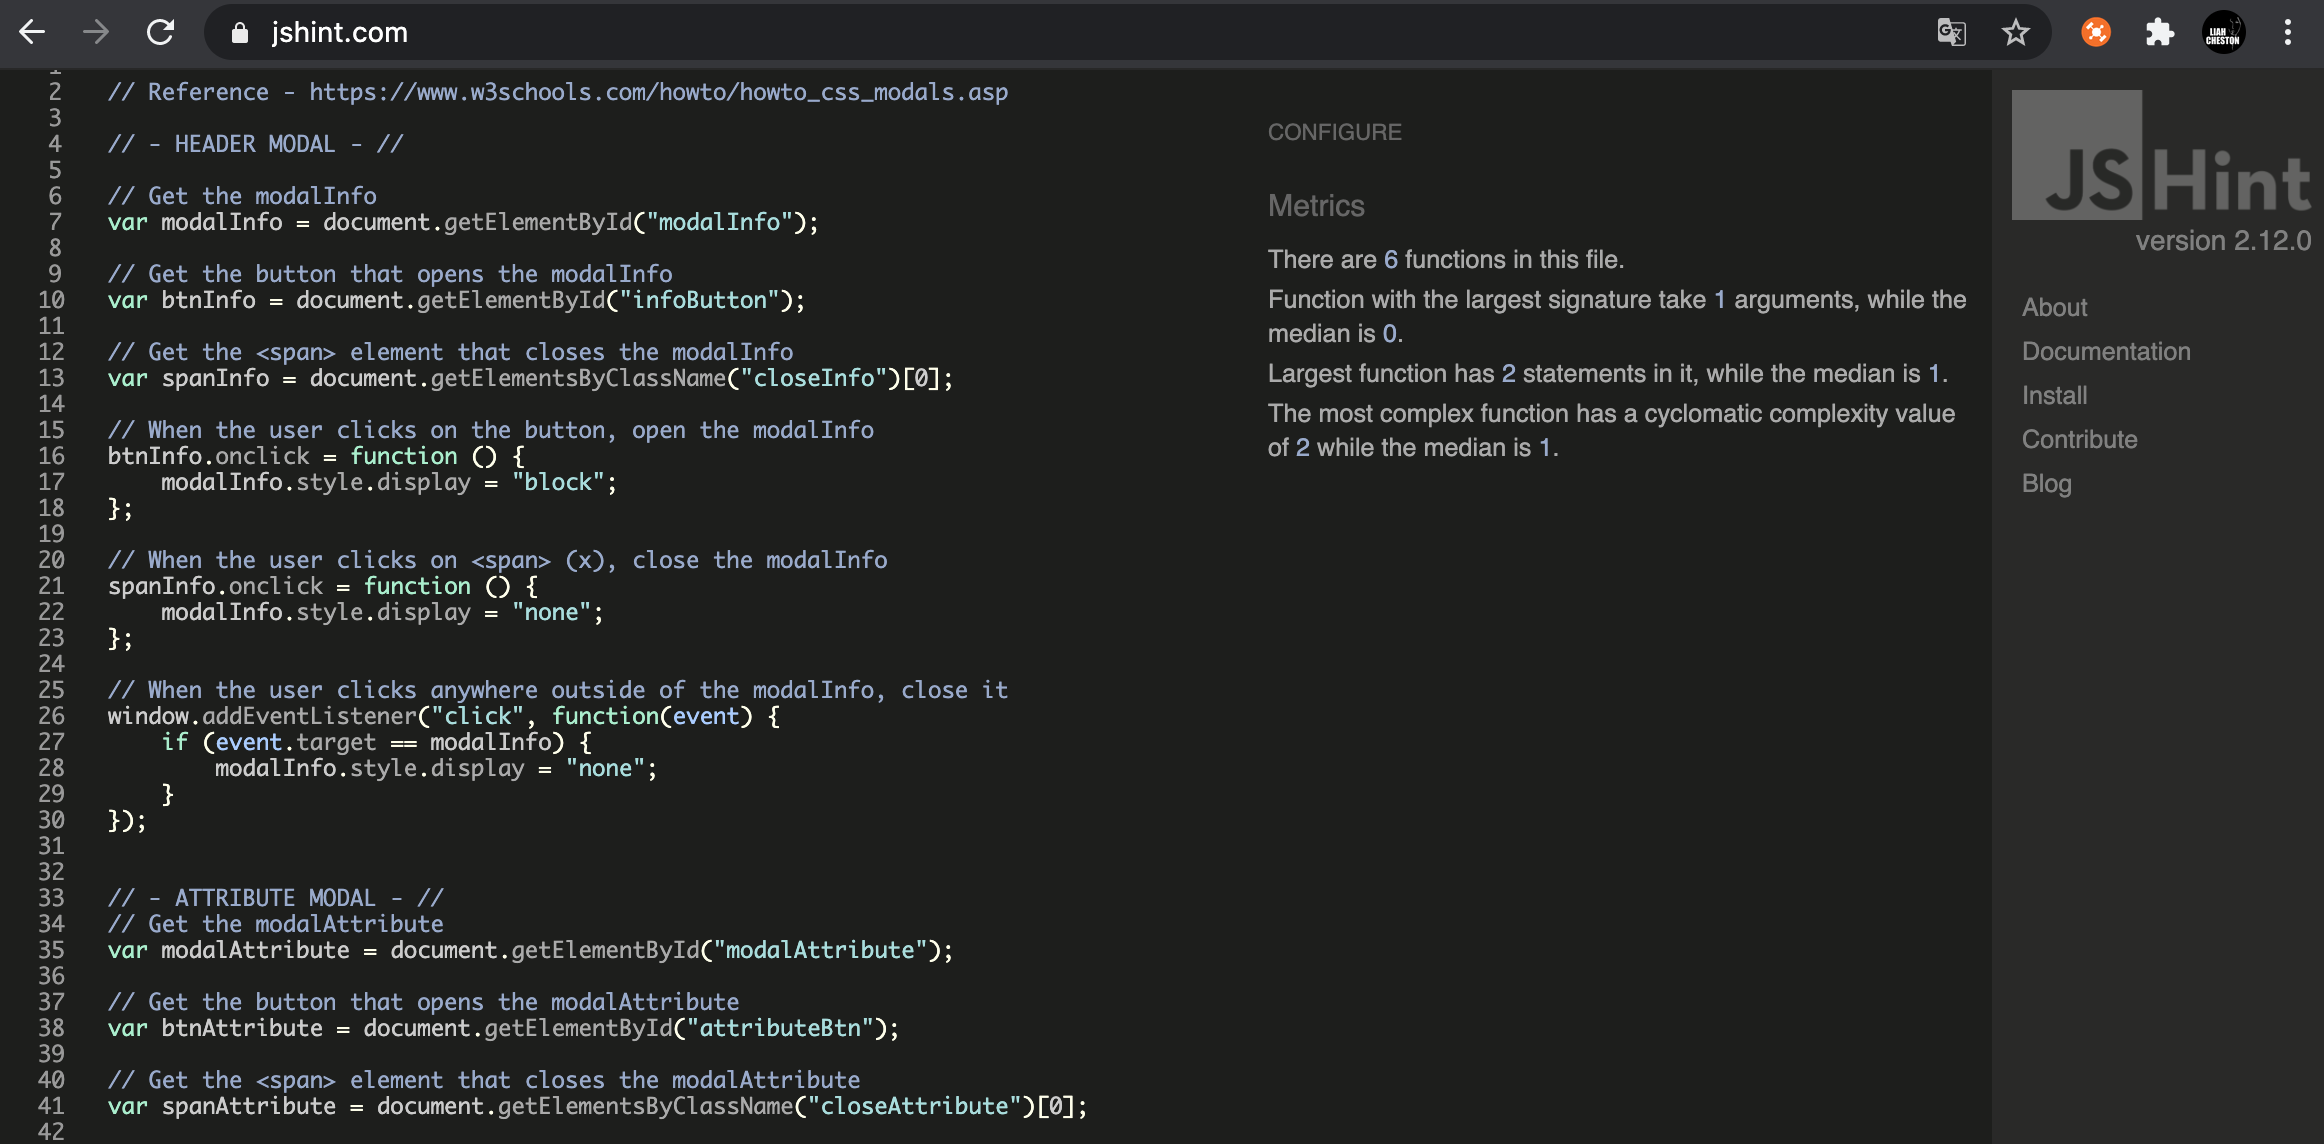 jshint.com
LIAH
CHESTON
1
2 // Reference - https://www.w3schools.com/howto/howto_css_modals.asp
3
4 // - HEADER MODAL - //
5
6 // Get the modalInfo
7 var modalInfo = document.getElementById("modalInfo");
8
9 // Get the button that opens the modalInfo
10 var btnInfo = document.getElementById("infoButton");
11
12 // Get the <span> element that closes the modalInfo
13 var spanInfo = document.getElementsByClassName("closeInfo")[0];
14
15 // When the user clicks on the button, open the modalInfo
16 btnInfo.onclick = function () {
17 modalInfo.style.display = "block";
18 };
19
20 // When the user clicks on <span> (x), close the modalInfo
21 spanInfo.onclick = function () {
22 modalInfo.style.display = "none";
23 };
24
25 // When the user clicks anywhere outside of the modalInfo, close it
26 window.addEventListener("click", function(event) {
27 if (event.target == modalInfo) {
28 modalInfo.style.display = "none";
29 }
30 });
31
32
33 // - ATTRIBUTE MODAL - //
34 // Get the modalAttribute
35 var modalAttribute = document.getElementById("modalAttribute");
36
37 // Get the button that opens the modalAttribute
38 var btnAttribute = document.getElementById("attributeBtn");
39
40 // Get the <span> element that closes the modalAttribute
41 var spanAttribute = document.getElementsByClassName("closeAttribute")[0];
42
CONFIGURE
Metrics
There are 6 functions in this file.
Function with the largest signature take 1 arguments, while the
median is 0.
Largest function has 2 statements in it, while the median is 1.
The most complex function has a cyclomatic complexity value
of 2 while the median is 1.
JSHint
version 2.12.0
About
Documentation
Install
Contribute
Blog